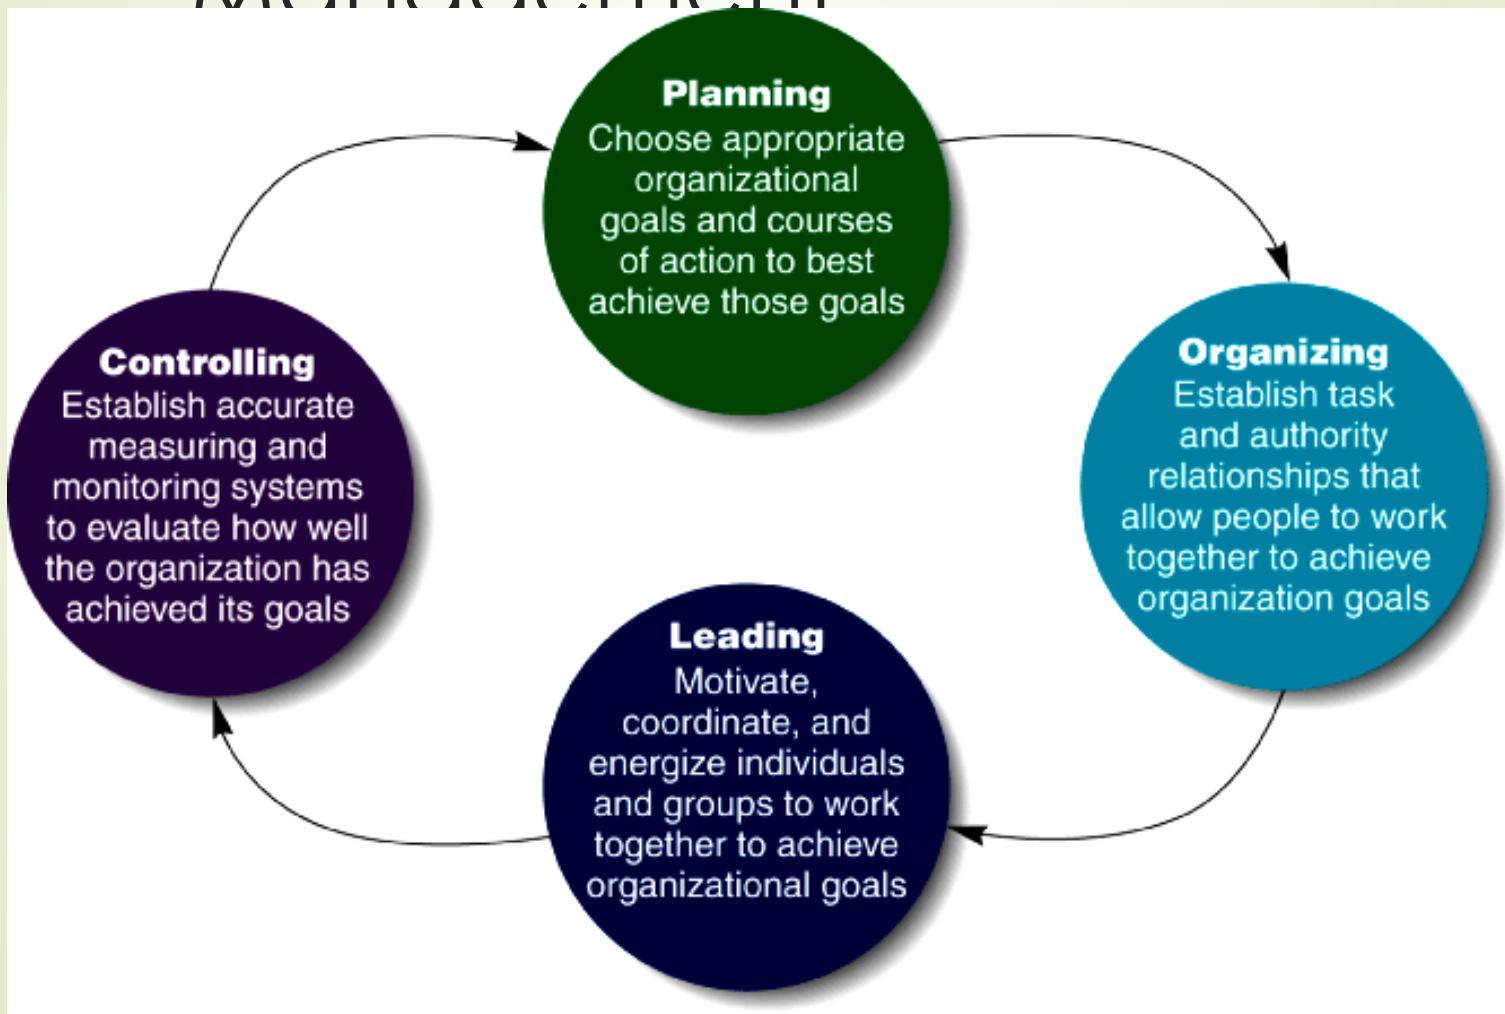 Management
Planning
Choose appropriate
organizational
goals and courses
of action to best
achieve those goals
Organizing
Establish task
and authority
relationships that
allow people to work
together to achieve
organization goals
Leading
Motivate,
coordinate, and
energize individuals
and groups to work
together to achieve
organizational goals
Controlling
Establish accurate
measuring and
monitoring systems
to evaluate how well
the organization has
achieved its goals